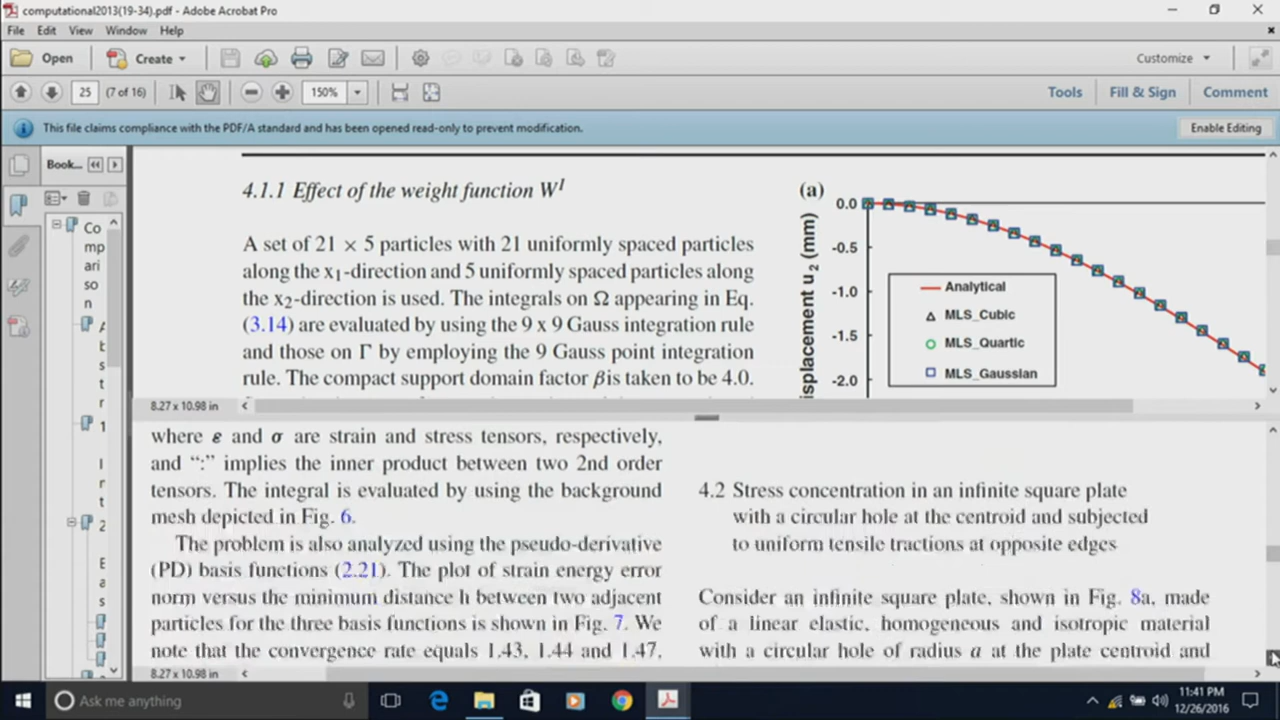 computational2013(19-34).pdf - Adobe Acrobat Pro
File Edit View Window Help
Open Create Customize
25 (7 of 16) 150% Tools Fill & Sign Comment
This file claims compliance with the PDF/A standard and has been opened read-only to prevent modification. Enable Editing
Book...
Co
mp
ari
so
n
A
b
s
t
r
1
I
n
t
r
2
E
a
s
4.1.1 Effect of the weight function W^I
A set of 21 × 5 particles with 21 uniformly spaced particles
along the x₁-direction and 5 uniformly spaced particles along
the x₂-direction is used. The integrals on Ω appearing in Eq.
(3.14) are evaluated by using the 9 x 9 Gauss integration rule
and those on Γ by employing the 9 Gauss point integration
rule. The compact support domain factor β is taken to be 4.0.
(a)
isplacement u₂ (mm)
0.0
-0.5
-1.0
-1.5
-2.0
Analytical
MLS_Cubic
MLS_Quartic
MLS_Gaussian
8.27 x 10.98 in
where ε and σ are strain and stress tensors, respectively,
and “:” implies the inner product between two 2nd order
tensors. The integral is evaluated by using the background
mesh depicted in Fig. 6.
The problem is also analyzed using the pseudo-derivative
(PD) basis functions (2.21). The plot of strain energy error
norm versus the minimum distance h between two adjacent
particles for the three basis functions is shown in Fig. 7. We
note that the convergence rate equals 1.43, 1.44 and 1.47,
4.2 Stress concentration in an infinite square plate
with a circular hole at the centroid and subjected
to uniform tensile tractions at opposite edges
Consider an infinite square plate, shown in Fig. 8a, made
of a linear elastic, homogeneous and isotropic material
with a circular hole of radius a at the plate centroid and
8.27 x 10.98 in
Ask me anything
11:41 PM
12/26/2016